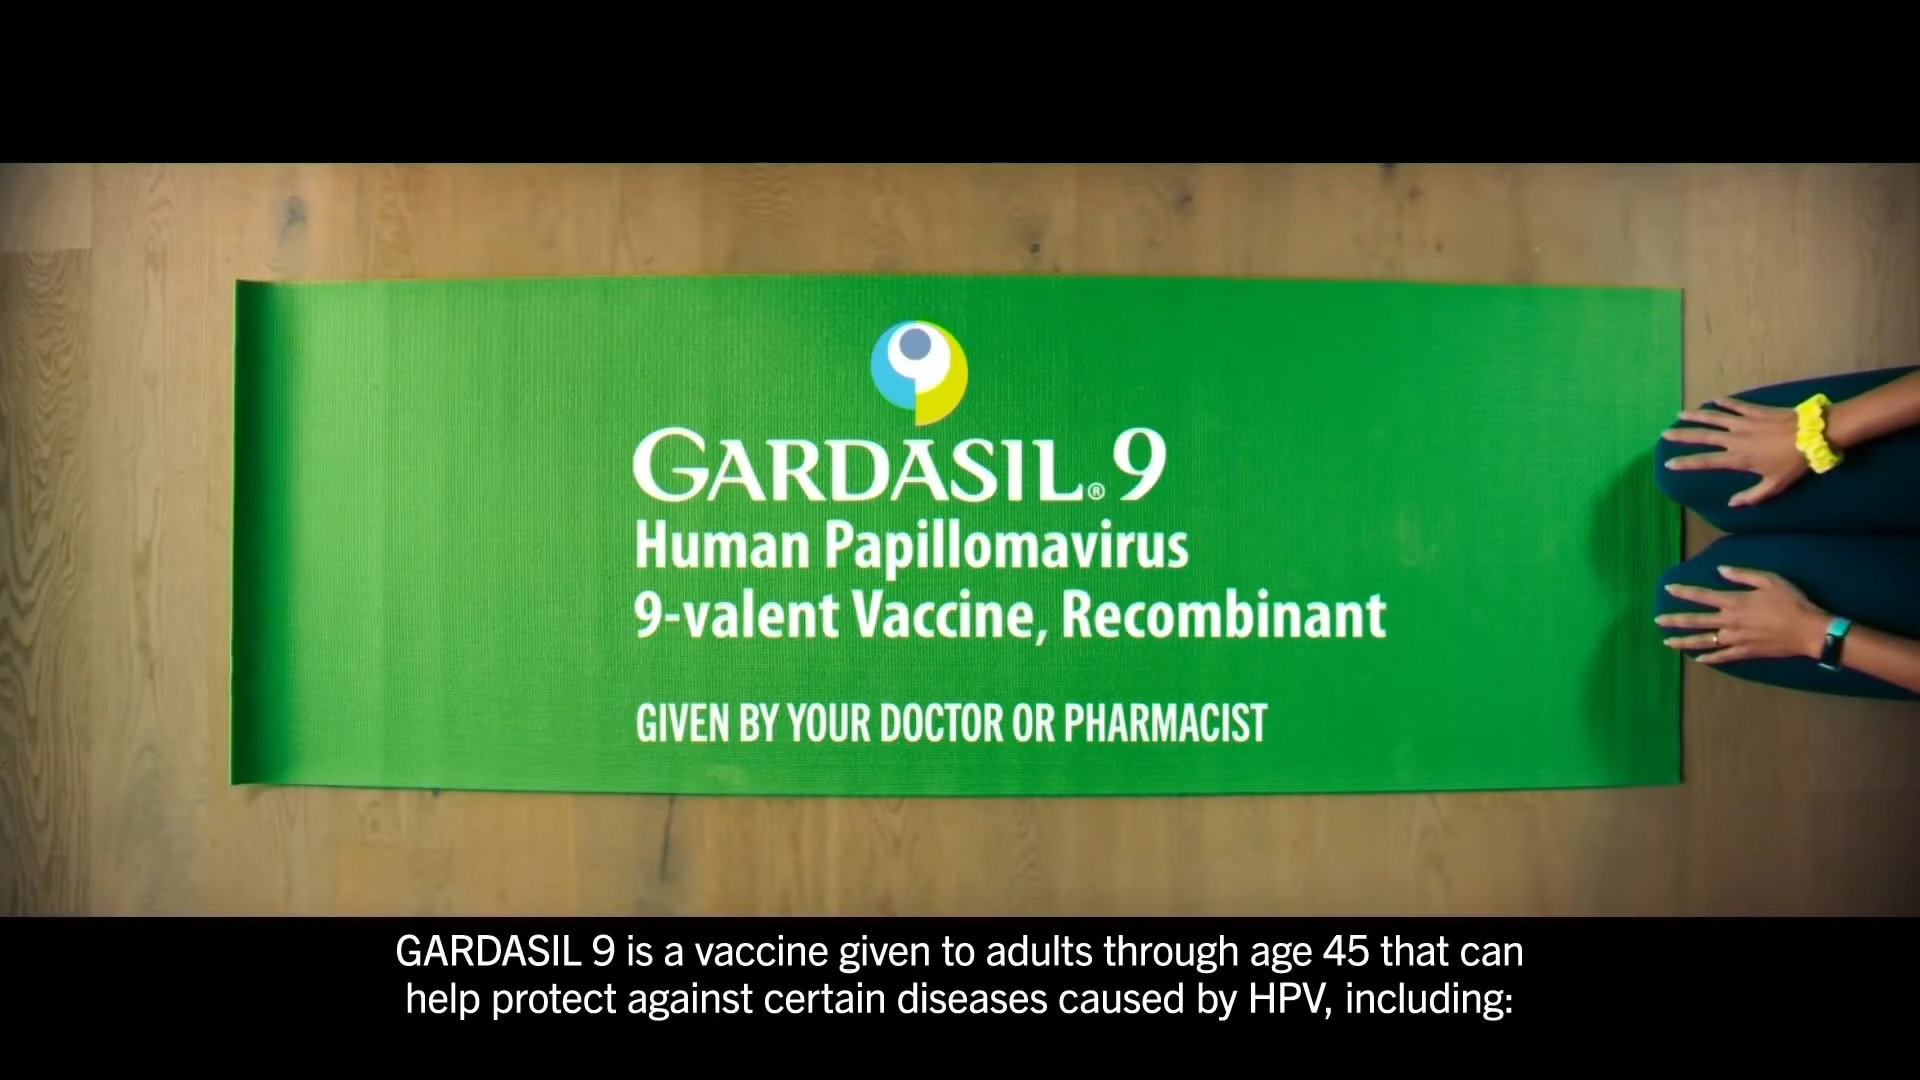 GARDASIL® 9
Human Papillomavirus
9-valent Vaccine, Recombinant
GIVEN BY YOUR DOCTOR OR PHARMACIST
GARDASIL 9 is a vaccine given to adults through age 45 that can
help protect against certain diseases caused by HPV, including: